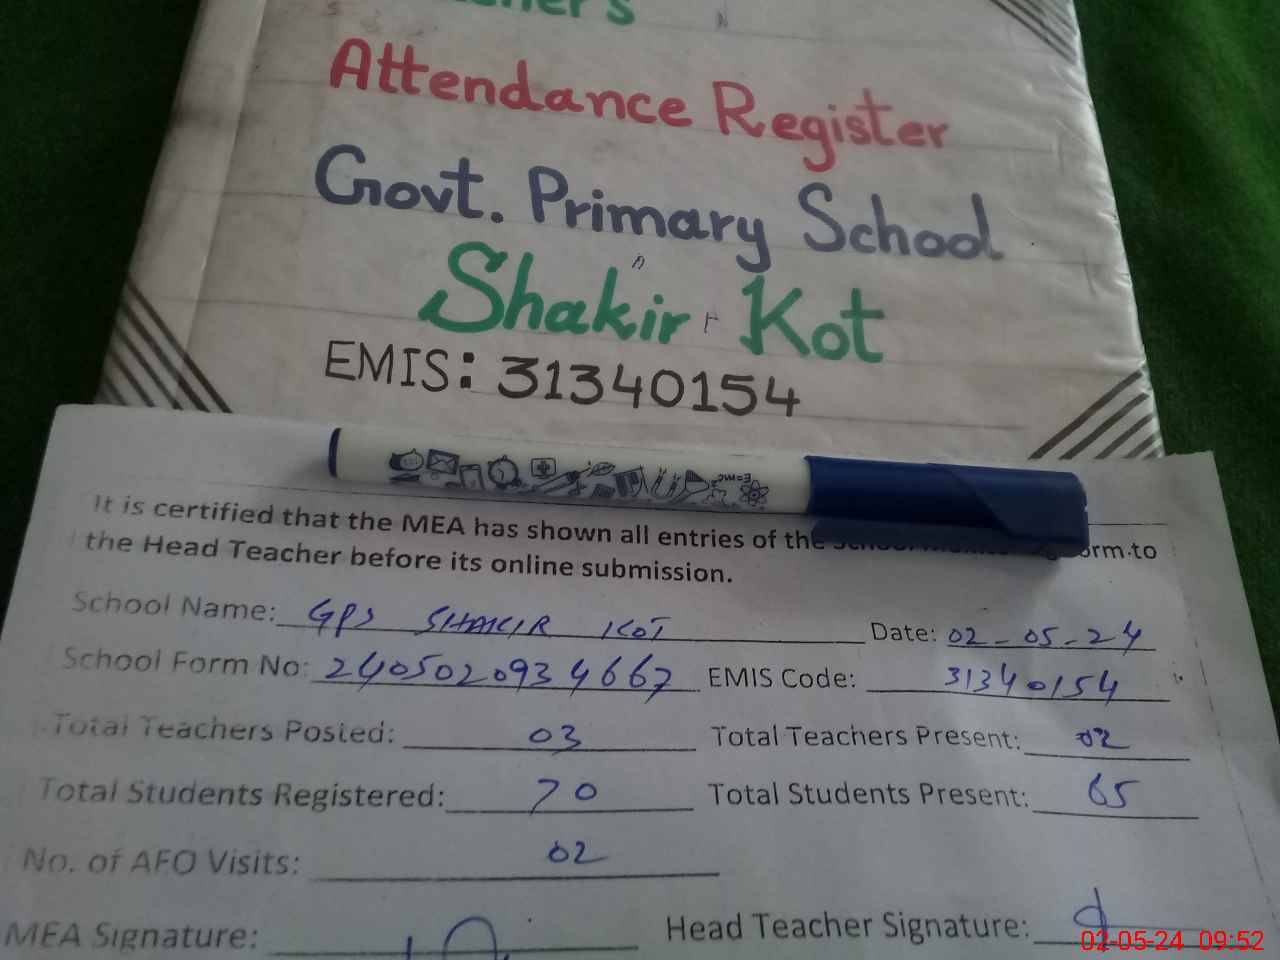 Attendance Register
Govt. Primary School
Shakir Kot
EMIS: 31340154
E=mc²
It is certified that the MEA has shown all entries of the
the Head Teacher before its online submission.
School Name: GPS SHAKIR KOT Date: 02-05-24
School Form No: 2405020934667 EMIS Code: 31340154
Total Teachers Posted: 03 Total Teachers Present: 02
Total Students Registered: 70 Total Students Present: 65
No. of AFO Visits: 02
MEA Signature: Head Teacher Signature:
02-05-24 09:52